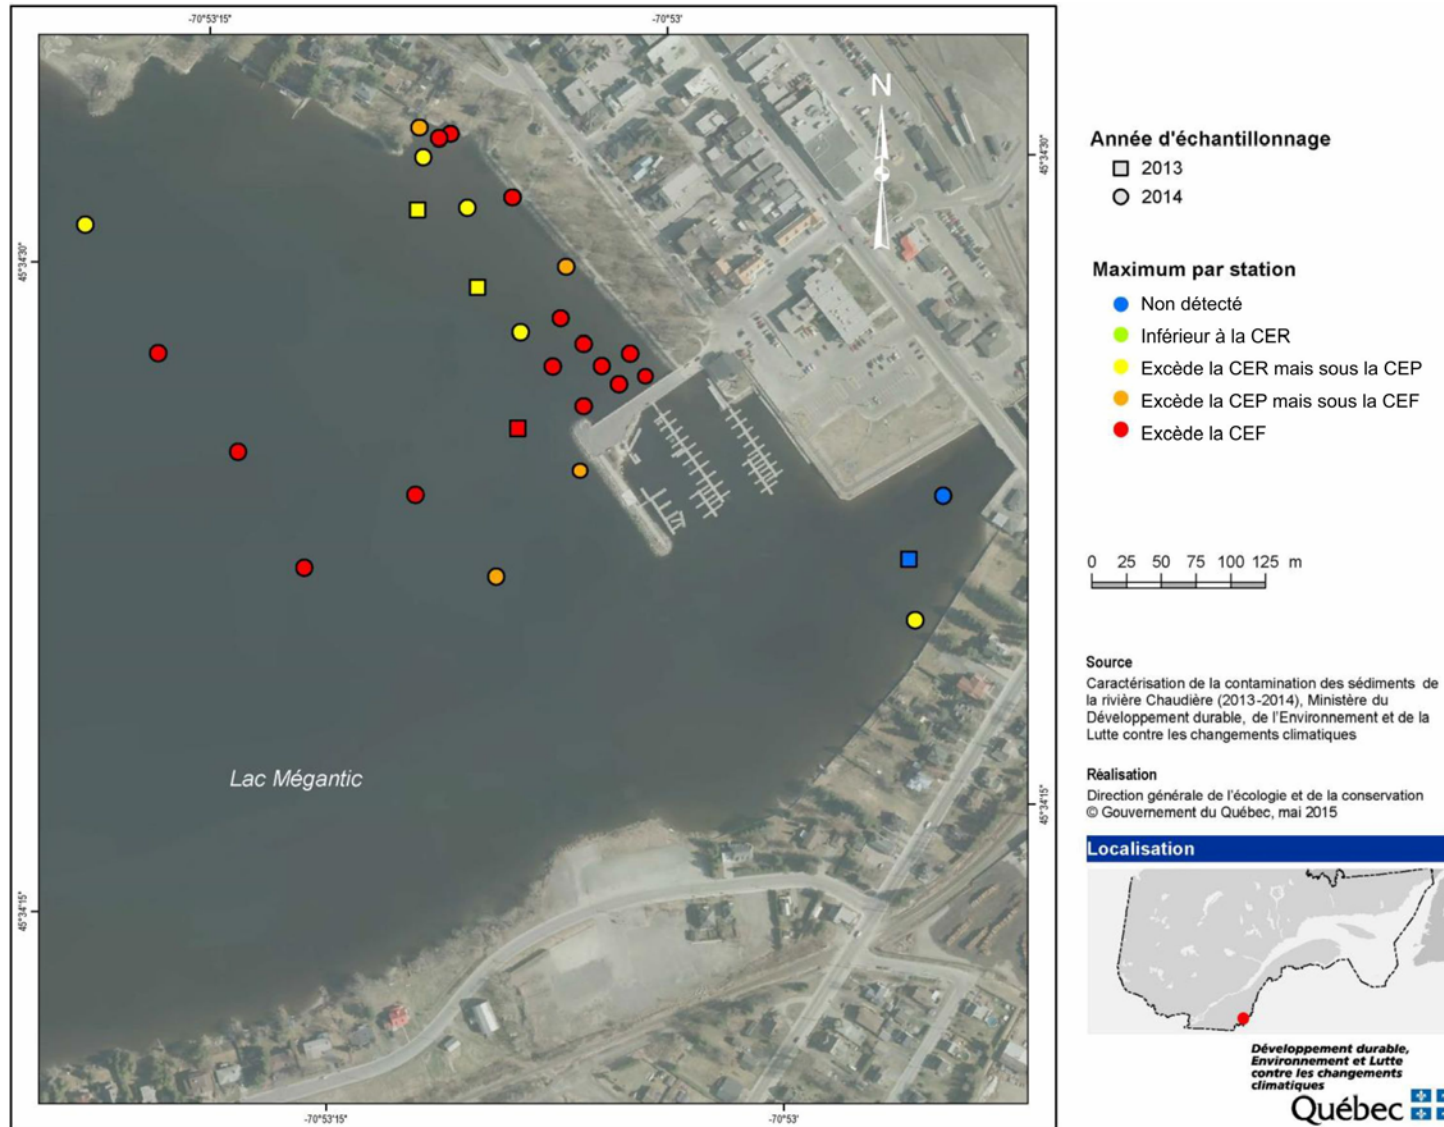 -70°53'15"
-70°53'
45°34'30"
45°34'30"
N
Lac Mégantic
45°34'15"
45°34'15"
-70°53'15"
-70°53'
Année d'échantillonnage
2013
2014
Maximum par station
Non détecté
Inférieur à la CER
Excède la CER mais sous la CEP
Excède la CEP mais sous la CEF
Excède la CEF
0 25 50 75 100 125 m
Source
Caractérisation de la contamination des sédiments de
la rivière Chaudière (2013-2014), Ministère du
Développement durable, de l'Environnement et de la
Lutte contre les changements climatiques
Réalisation
Direction générale de l'écologie et de la conservation
© Gouvernement du Québec, mai 2015
Localisation
Développement durable,
Environnement et Lutte
contre les changements
climatiques
Québec